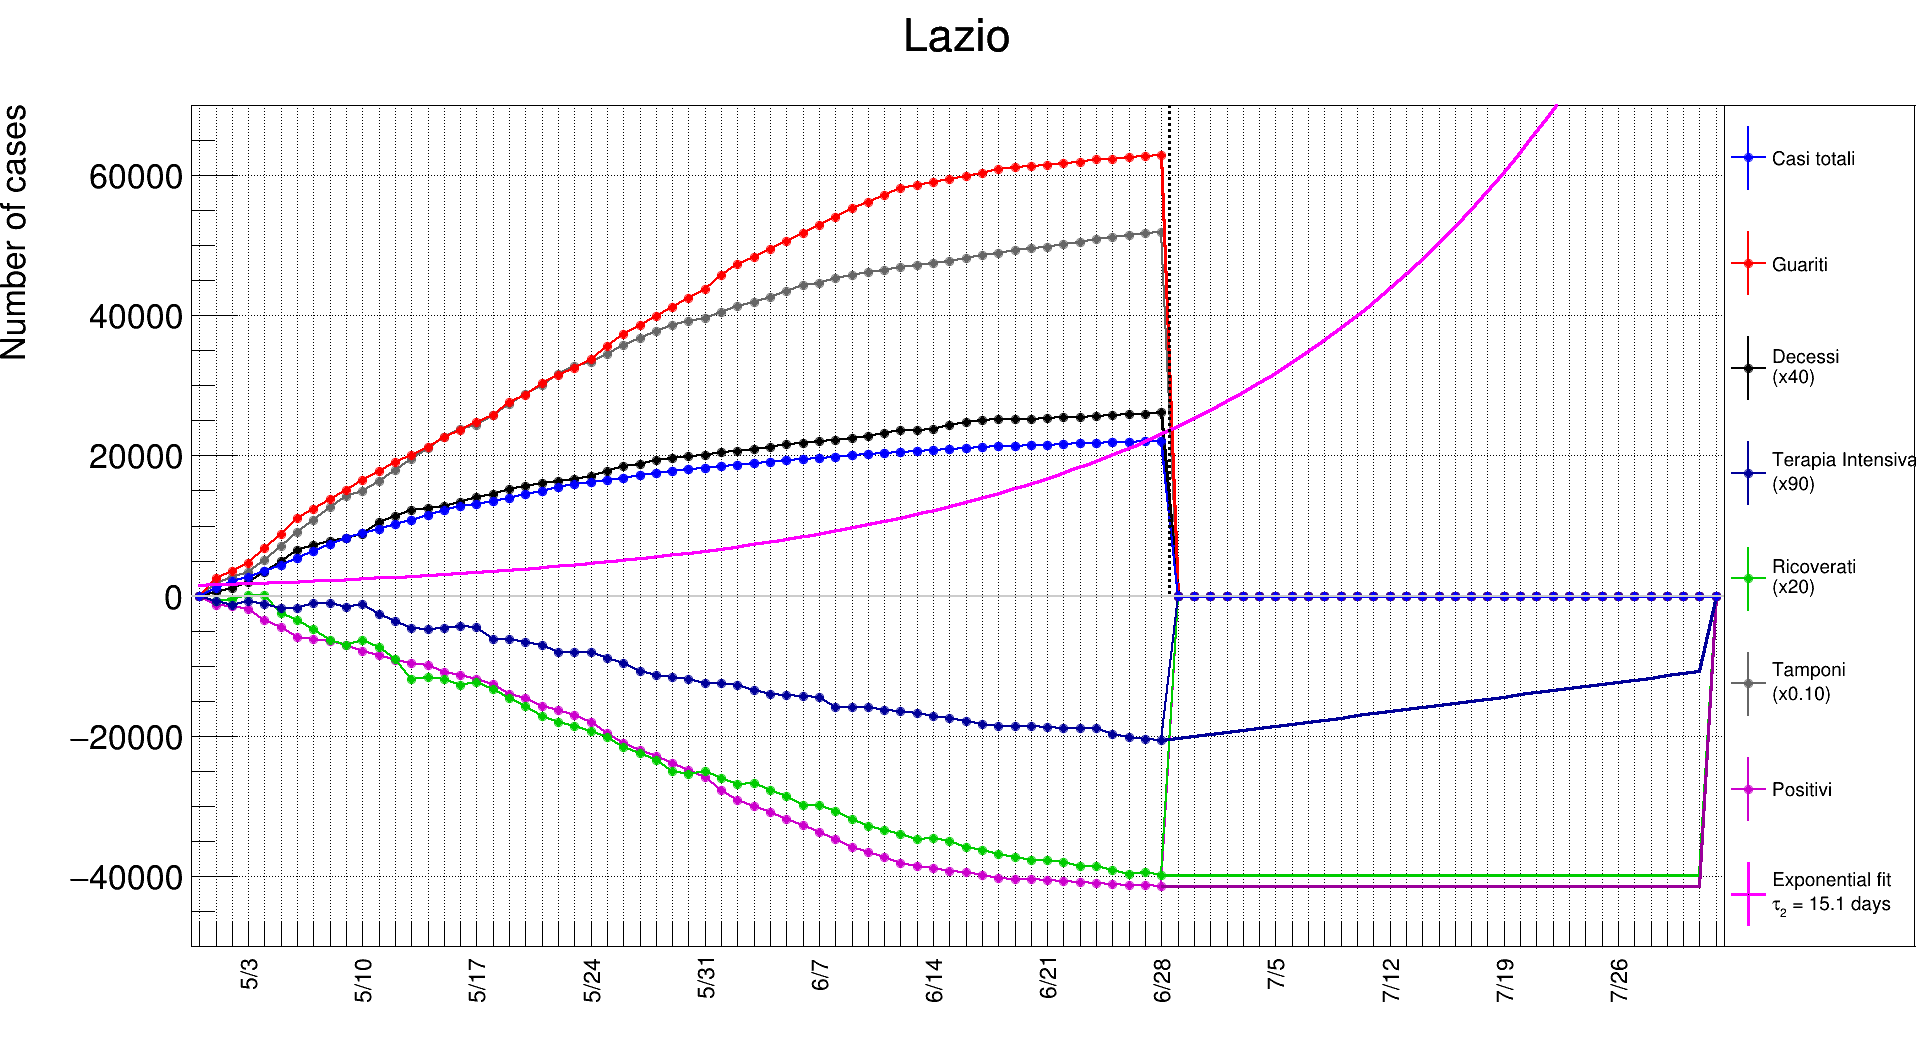 Lazio
Number of cases
60000
40000
20000
0
−20000
−40000
5/3
5/10
5/17
5/24
5/31
6/7
6/14
6/21
6/28
7/5
7/12
7/19
7/26
Casi totali
Guariti
Decessi
(x40)
Terapia Intensiva
(x90)
Ricoverati
(x20)
Tamponi
(x0.10)
Positivi
Exponential fit
τ2 = 15.1 days